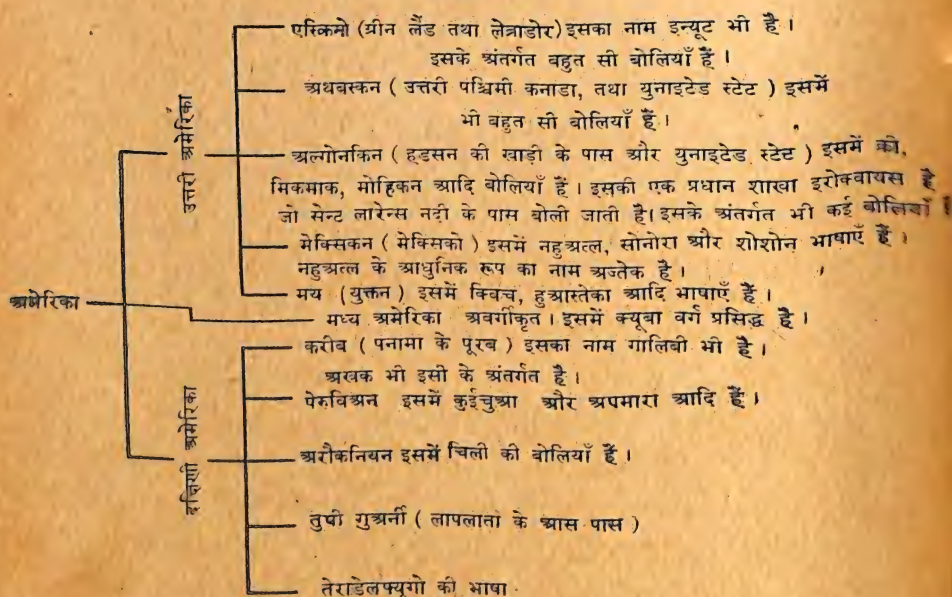 एस्किमो (ग्रीन लैंड तथा लेब्राडोर) इसका नाम इन्यूट भी है ।
इसके अंतर्गत बहुत सी बोलियाँ हैं ।
अथबस्कन ( उत्तरी पश्चिमी कनाडा, तथा युनाइटेड स्टेट ) इसमें
भी बहुत सी बोलियाँ हैं ।
उत्तरी अमेरिका
अल्गोनकिन ( हडसन की खाड़ी के पास और युनाइटेड स्टेट ) इसमें क्री,
मिकमाक, मोहिकन आदि बोलियाँ हैं । इसकी एक प्रधान शाखा इरोक्वायस है
जो सेन्ट लारेन्स नदी के पास बोली जाती है। इसके अंतर्गत भी कई बोलियाँ
मेक्सिकन ( मेक्सिको ) इसमें नहुअत्ल, सोनोरा और शोशोन भाषाएँ हैं ।
नहुअत्ल के आधुनिक रूप का नाम अज्तेक है ।
मय (युक्तन) इसमें क्विच, हुआस्तेका आदि भाषाएँ हैं ।
अमेरिका
मध्य अमेरिका अवर्गीकृत । इसमें क्यूबा वर्ग प्रसिद्ध है ।
करीब ( पनामा के पूरब ) इसका नाम गालिबी भी है ।
अरवक भी इसी के अंतर्गत है ।
पेरुविअन इसमें कुईचुआ और अपमारा आदि हैं ।
दक्षिणी अमेरिका
अरौकनियन इसमें चिली की बोलियाँ हैं ।
तुपी गुअर्नी ( लापलाता के आस पास )
तेराडेलफ्युगो की भाषा